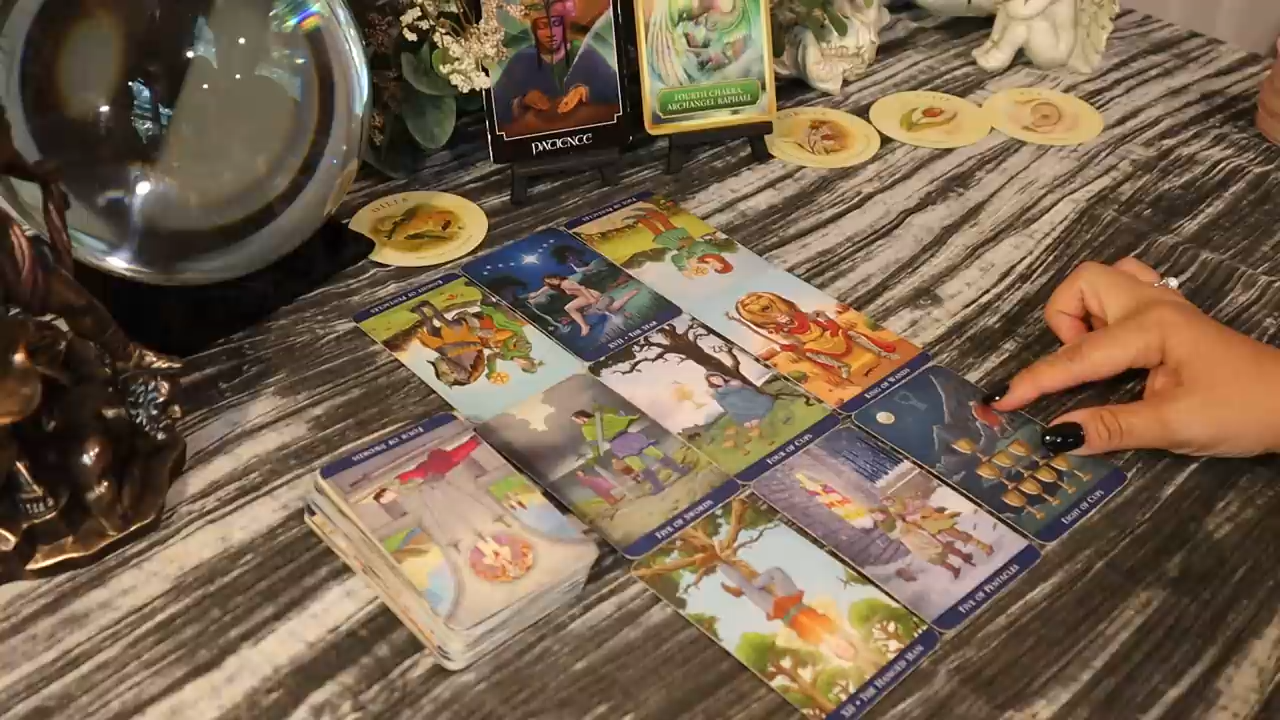 PATIENCE
FOURTH CHAKRA,
ARCHANGEL RAPHAEL
PAGE OF PENTACLES
KNIGHT OF PENTACLES
XVII • THE STAR
KING OF WANDS
FOUR OF CUPS
FIVE OF SWORDS
EIGHT OF CUPS
FIVE OF PENTACLES
XII • THE HANGED MAN
FOUR OF SWORDS